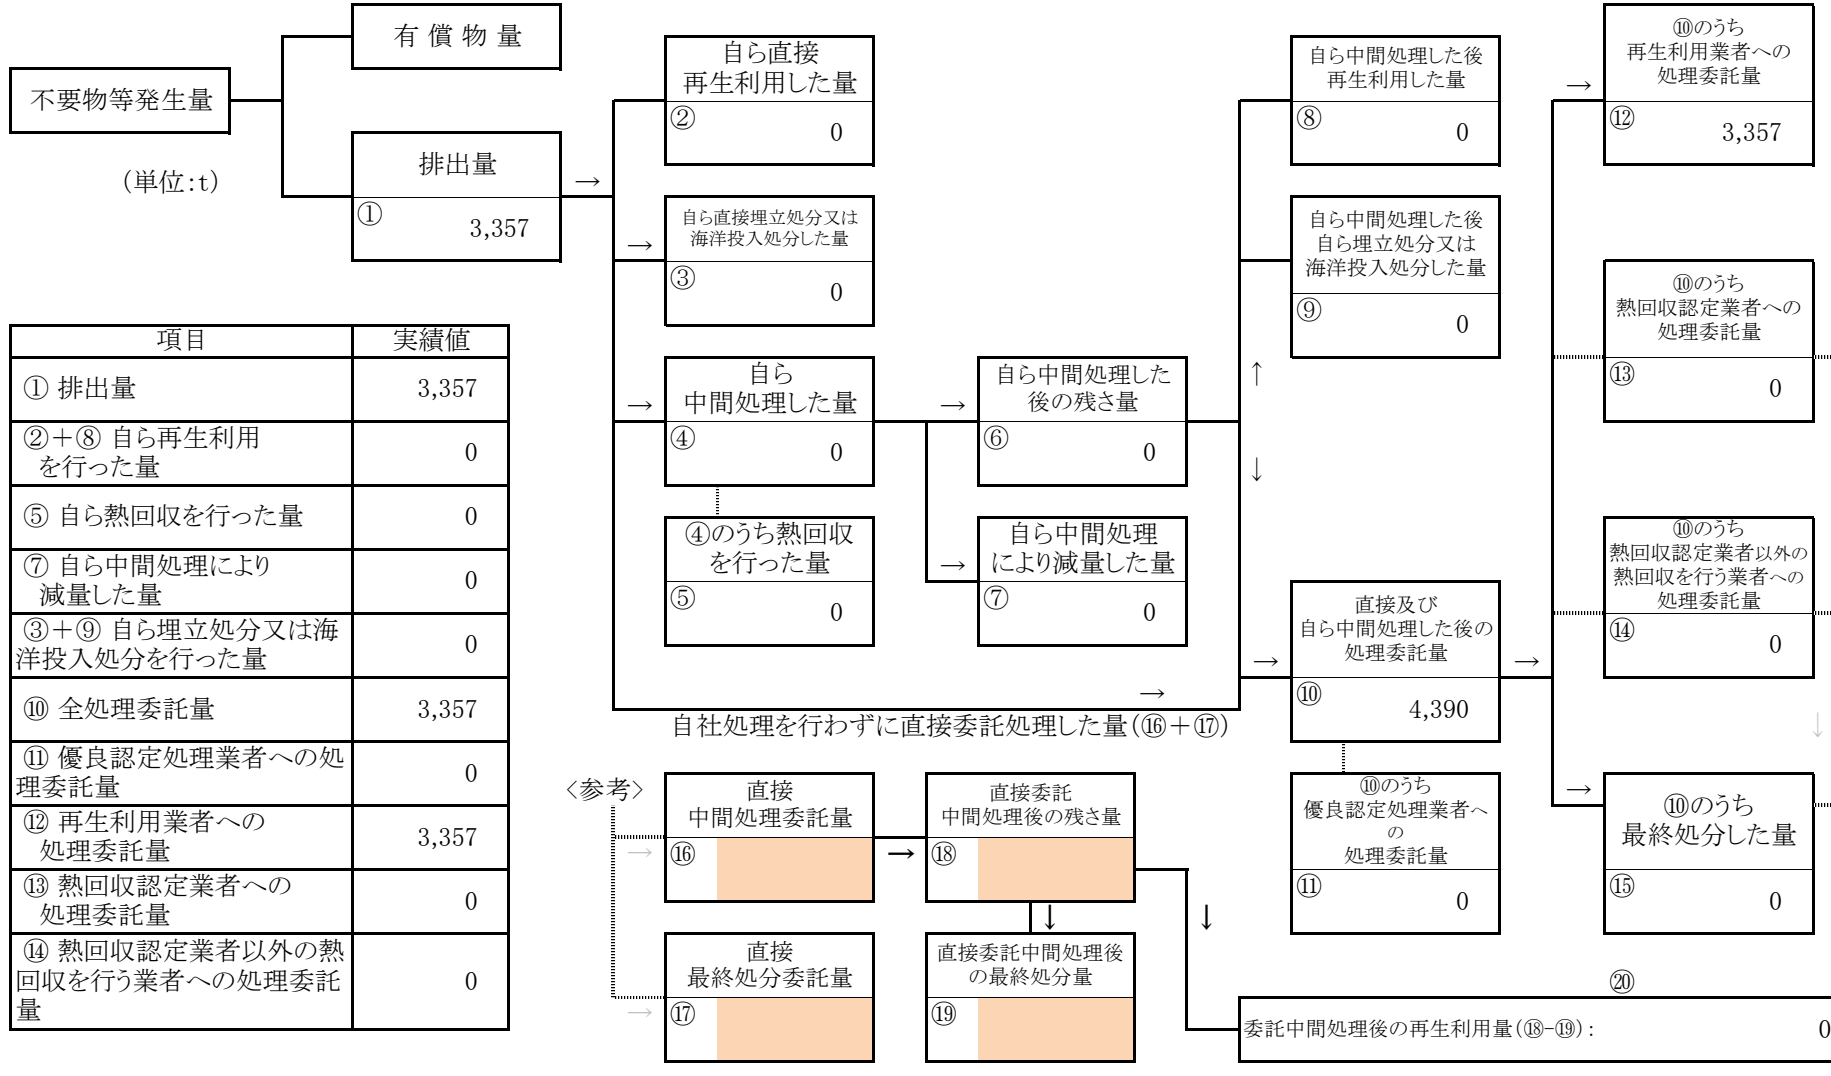 有 償 物 量
不要物等発生量
(単位:t)
排出量
①
3,357
→
自ら直接
再生利用した量
②
0
→
自ら直接埋立処分又は
海洋投入処分した量
③
0
→
自ら
中間処理した量
④
0
④のうち熱回収
を行った量
⑤
0
→
自ら中間処理した
後の残さ量
⑥
0
→
自ら中間処理
により減量した量
⑦
0
自ら中間処理した後
再生利用した量
⑧
0
自ら中間処理した後
自ら埋立処分又は
海洋投入処分した量
⑨
0
↑
↓
→
自社処理を行わずに直接委託処理した量(⑯+⑰)
→
直接及び
自ら中間処理した後の
処理委託量
⑩
4,390
→
⑩のうち
優良認定処理業者へ
の
処理委託量
⑪
0
→
⑩のうち
再生利用業者への
処理委託量
⑫
3,357
⑩のうち
熱回収認定業者への
処理委託量
⑬
0
⑩のうち
熱回収認定業者以外の
熱回収を行う業者への
処理委託量
⑭
0
↓
→
⑩のうち
最終処分した量
⑮
0
項目 実績値
① 排出量 3,357
②+⑧ 自ら再生利用
を行った量 0
⑤ 自ら熱回収を行った量 0
⑦ 自ら中間処理により
減量した量 0
③+⑨ 自ら埋立処分又は海
洋投入処分を行った量 0
⑩ 全処理委託量 3,357
⑪ 優良認定処理業者への処
理委託量 0
⑫ 再生利用業者への
処理委託量 3,357
⑬ 熱回収認定業者への
処理委託量 0
⑭ 熱回収認定業者以外の熱
回収を行う業者への処理委託
量 0
<参考>
→
直接
中間処理委託量
⑯
→
直接委託
中間処理後の残さ量
⑱
↓
↓
→
直接
最終処分委託量
⑰
直接委託中間処理後
の最終処分量
⑲
⑳
委託中間処理後の再生利用量(⑱-⑲): 0